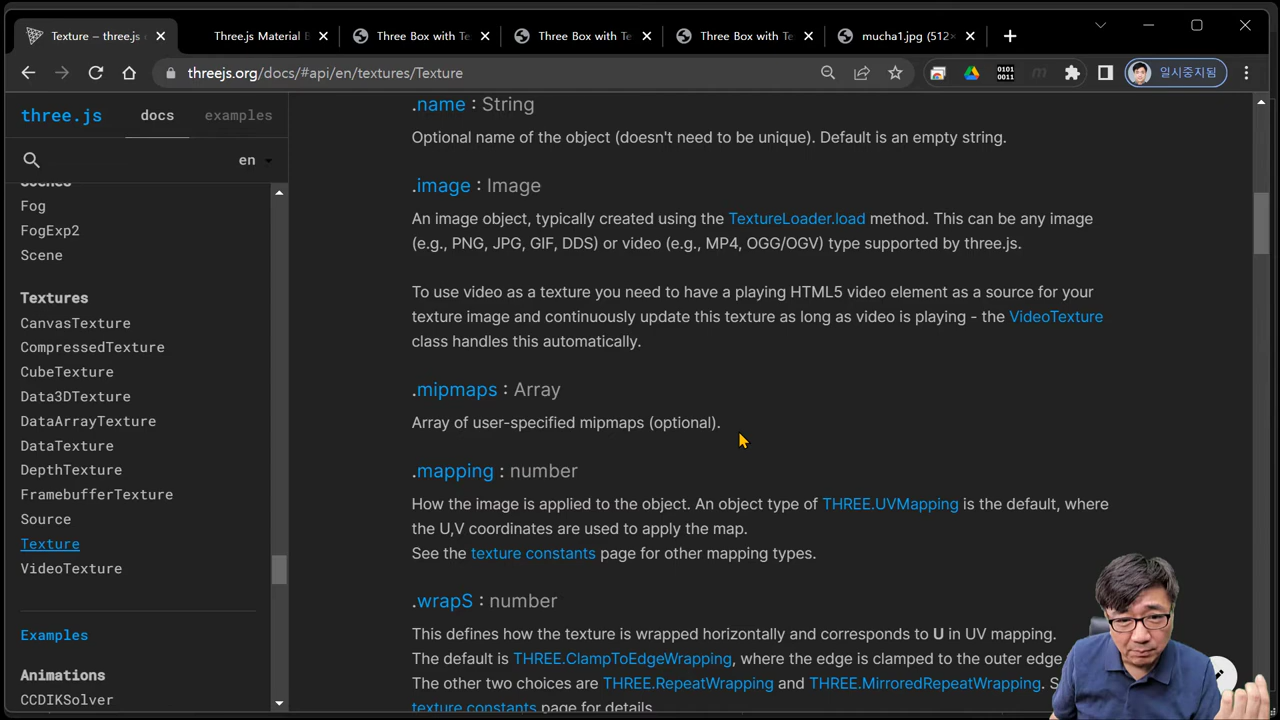 Texture – three.js
Three.js Material B
Three Box with Te
Three Box with Te
Three Box with Te
mucha1.jpg (512×
threejs.org/docs/#api/en/textures/Texture
0101
0011
일시중지됨
three.js
docs
examples
en
Scenes
Fog
FogExp2
Scene
Textures
CanvasTexture
CompressedTexture
CubeTexture
Data3DTexture
DataArrayTexture
DataTexture
DepthTexture
FramebufferTexture
Source
Texture
VideoTexture
Examples
Animations
CCDIKSolver
.name : String
Optional name of the object (doesn't need to be unique). Default is an empty string.
.image : Image
An image object, typically created using the TextureLoader.load method. This can be any image
(e.g., PNG, JPG, GIF, DDS) or video (e.g., MP4, OGG/OGV) type supported by three.js.
To use video as a texture you need to have a playing HTML5 video element as a source for your
texture image and continuously update this texture as long as video is playing - the VideoTexture
class handles this automatically.
.mipmaps : Array
Array of user-specified mipmaps (optional).
.mapping : number
How the image is applied to the object. An object type of THREE.UVMapping is the default, where
the U,V coordinates are used to apply the map.
See the texture constants page for other mapping types.
.wrapS : number
This defines how the texture is wrapped horizontally and corresponds to U in UV mapping.
The default is THREE.ClampToEdgeWrapping, where the edge is clamped to the outer edge
The other two choices are THREE.RepeatWrapping and THREE.MirroredRepeatWrapping. S
texture constants page for details.